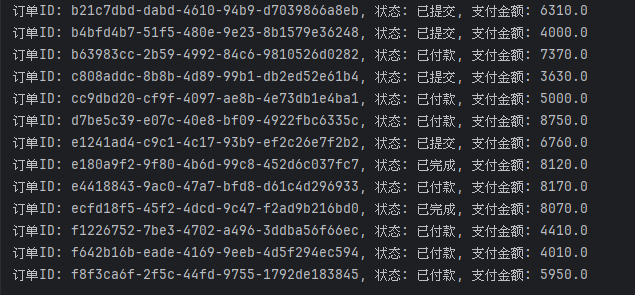 订单ID: b21c7dbd-dabd-4610-94b9-d7039866a8eb, 状态: 已提交, 支付金额: 6310.0
订单ID: b4bfd4b7-51f5-480e-9e23-8b1579e36248, 状态: 已提交, 支付金额: 4000.0
订单ID: b63983cc-2b59-4992-84c6-9810526d0282, 状态: 已付款, 支付金额: 7370.0
订单ID: c808addc-8b8b-4d89-99b1-db2ed52e61b4, 状态: 已提交, 支付金额: 3630.0
订单ID: cc9dbd20-cf9f-4097-ae8b-4e73db1e4ba1, 状态: 已付款, 支付金额: 5000.0
订单ID: d7be5c39-e07c-40e8-bf09-4922fbc6335c, 状态: 已付款, 支付金额: 8750.0
订单ID: e1241ad4-c9c1-4c17-93b9-ef2c26e7f2b2, 状态: 已提交, 支付金额: 6760.0
订单ID: e180a9f2-9f80-4b6d-99c8-452d6c037fc7, 状态: 已完成, 支付金额: 8120.0
订单ID: e4418843-9ac0-47a7-bfd8-d61c4d296933, 状态: 已付款, 支付金额: 8170.0
订单ID: ecfd18f5-45f2-4dcd-9c47-f2ad9b216bd0, 状态: 已完成, 支付金额: 8070.0
订单ID: f1226752-7be3-4702-a496-3ddba56f66ec, 状态: 已付款, 支付金额: 4410.0
订单ID: f642b16b-eade-4169-9eeb-4d5f294ec594, 状态: 已付款, 支付金额: 4010.0
订单ID: f8f3ca6f-2f5c-44fd-9755-1792de183845, 状态: 已付款, 支付金额: 5950.0